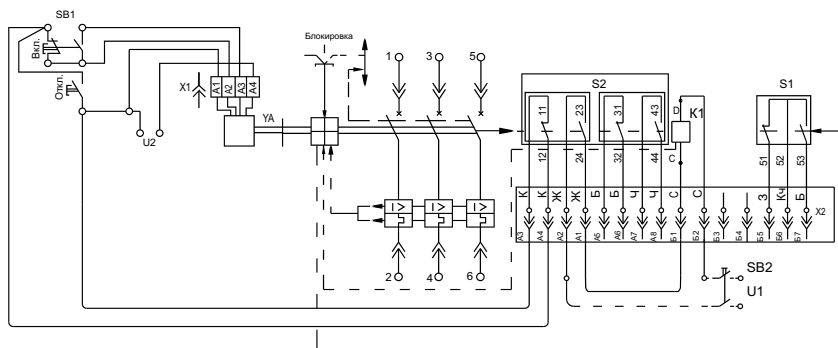 SB1
Вкл.
Откл.
X1
A1
A2
A3
A4
U2
YA
Блокировка
1
3
5
I>
I>
I>
2
4
6
S2
11
23
31
43
12
24
32
44
D
K1
C
S1
51
52
53
К
К
Ж
Ж
Б
Б
Ч
Ч
С
С
З
Кч
Б
X2
A3
A4
A2
A1
A5
A6
A7
A8
Б1
Б2
Б3
Б4
Б5
Б6
Б7
SB2
U1